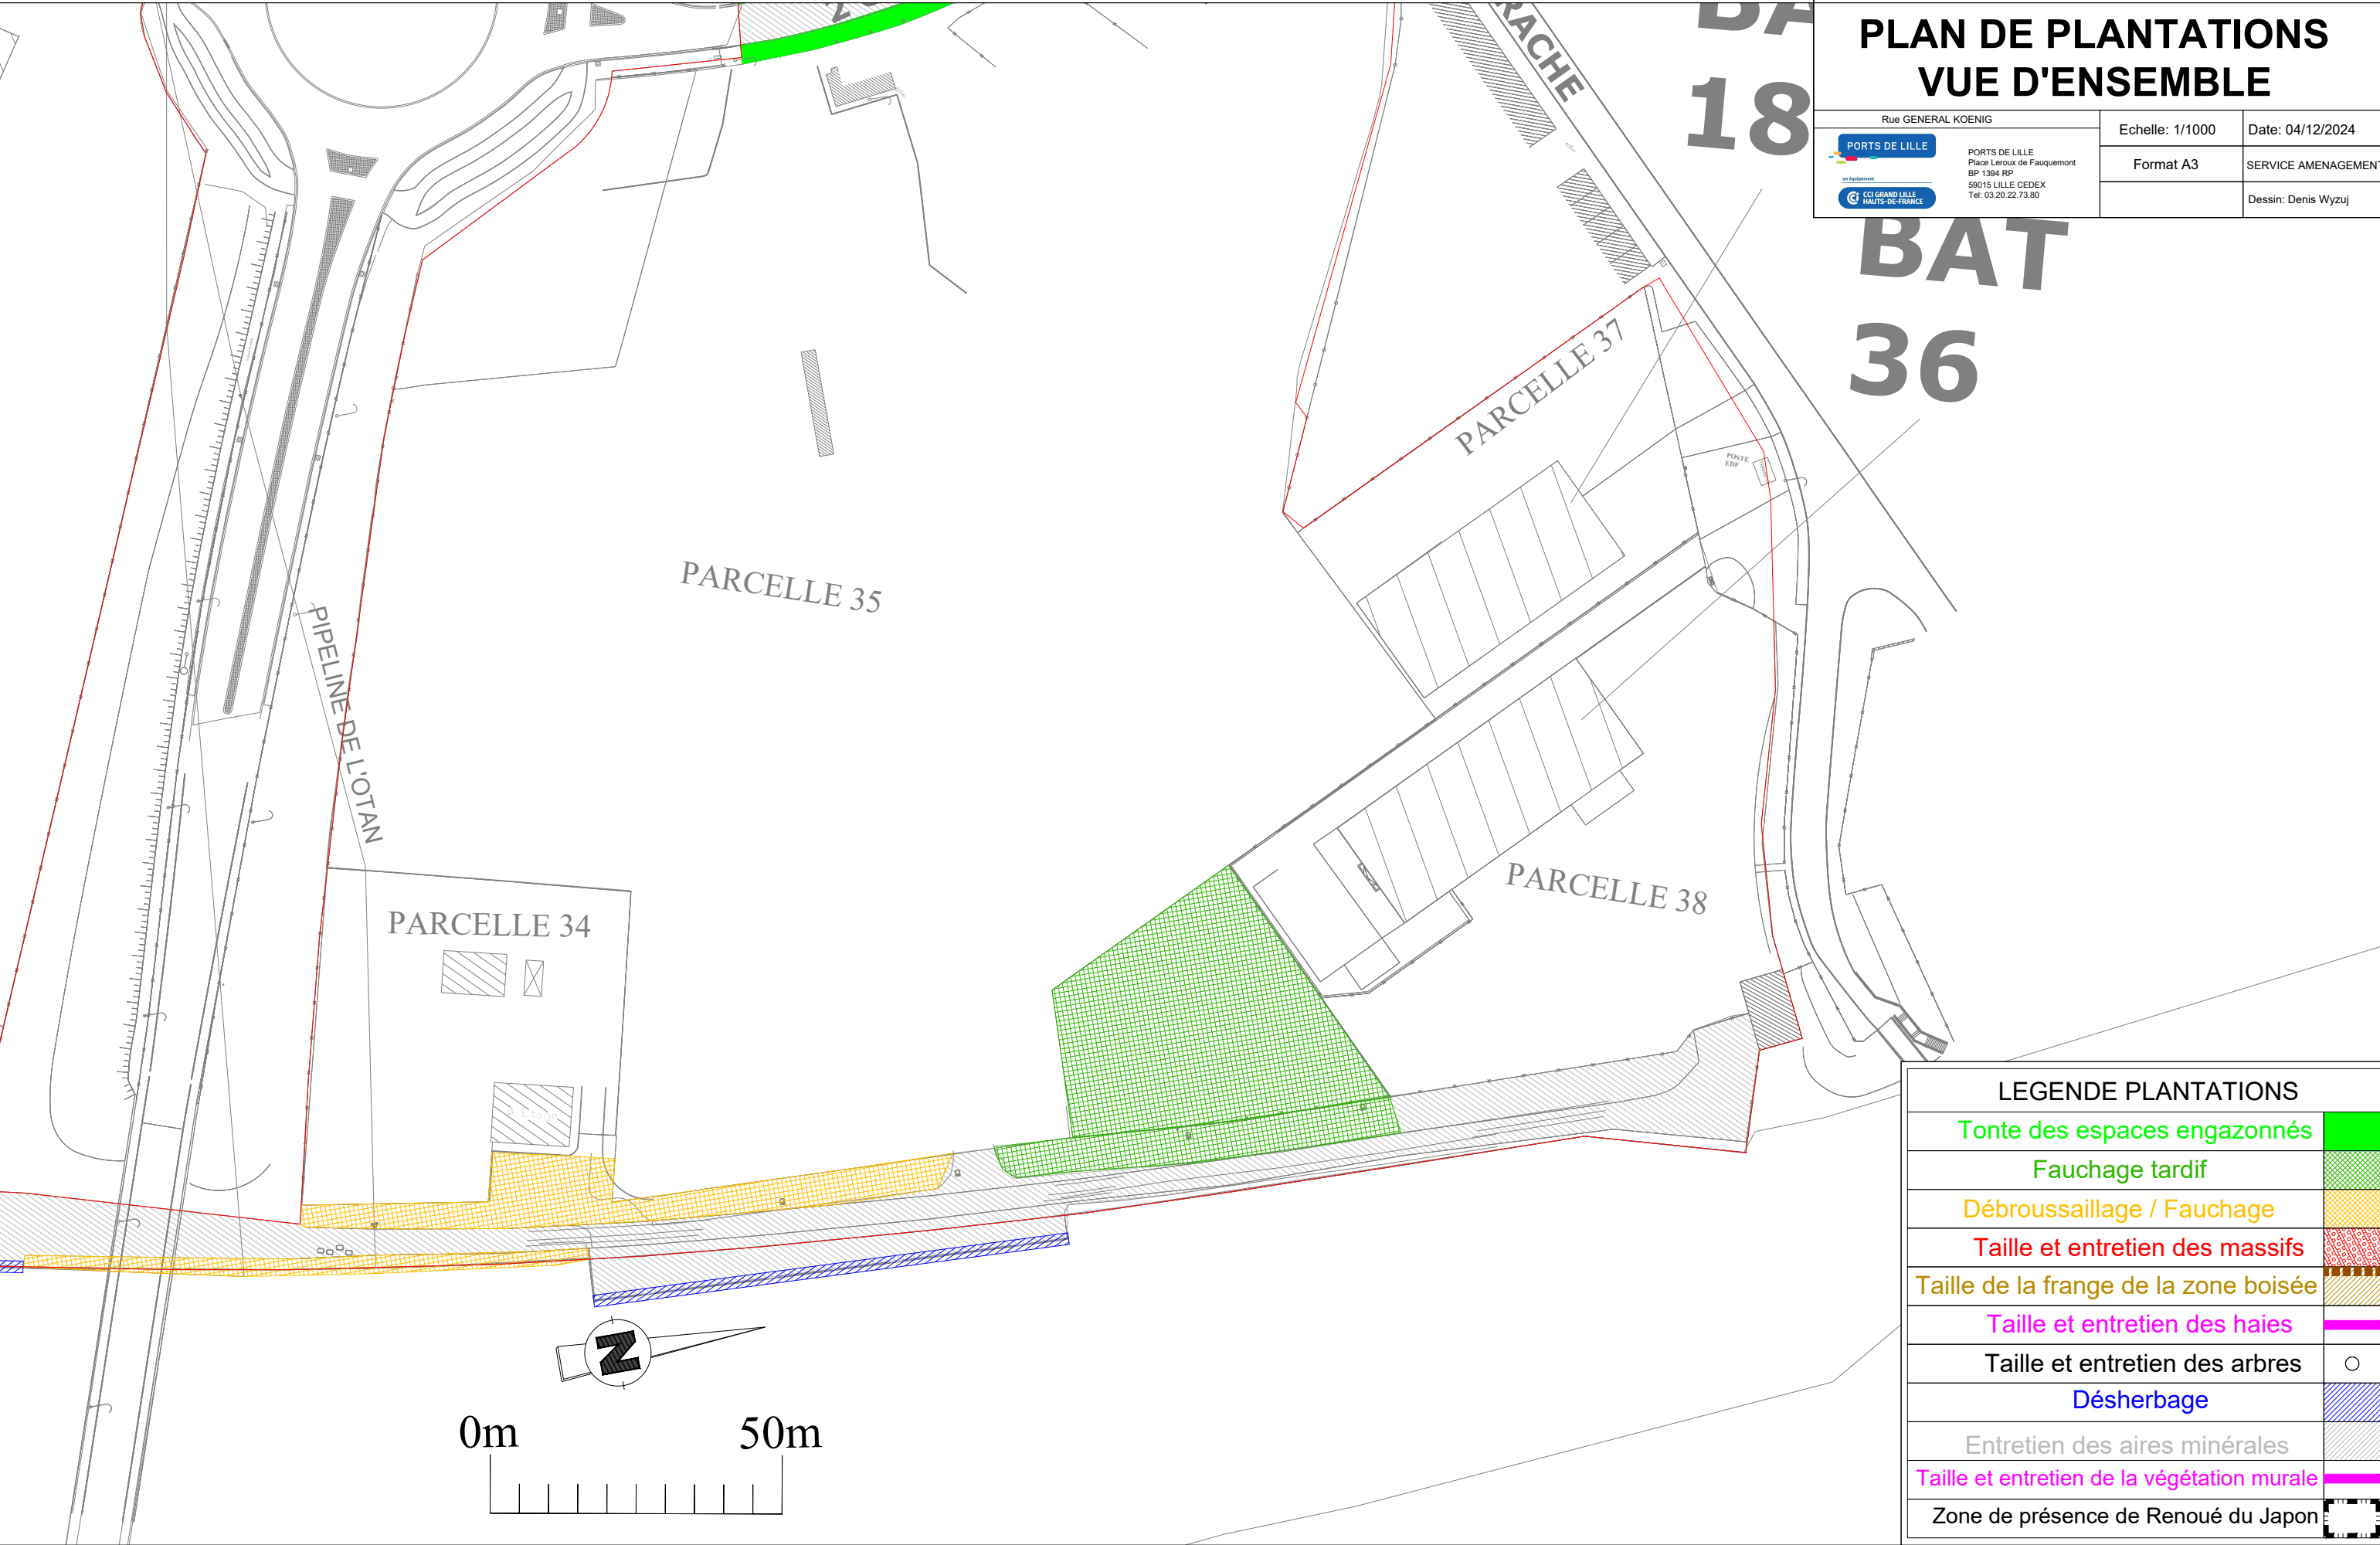 PLAN DE PLANTATIONS
VUE D'ENSEMBLE
Rue GENERAL KOENIG
PORTS DE LILLE
un équipement
CCI GRAND LILLE
HAUTS-DE-FRANCE
PORTS DE LILLE
Place Leroux de Fauquemont
BP 1394 RP
59015 LILLE CEDEX
Tel: 03.20.22.73.80
Echelle: 1/1000
Date: 04/12/2024
Format A3
SERVICE AMENAGEMENT
Dessin: Denis Wyzuj
RACHE
BA
18
BAT
36
PARCELLE 37
POSTE
EDF
PARCELLE 35
PIPELINE DE L'OTAN
PARCELLE 34
PARCELLE 38
Etage
N
0m
50m
LEGENDE PLANTATIONS
Tonte des espaces engazonnés
Fauchage tardif
Débroussaillage / Fauchage
Taille et entretien des massifs
Taille de la frange de la zone boisée
Taille et entretien des haies
Taille et entretien des arbres
Désherbage
Entretien des aires minérales
Taille et entretien de la végétation murale
Zone de présence de Renoué du Japon